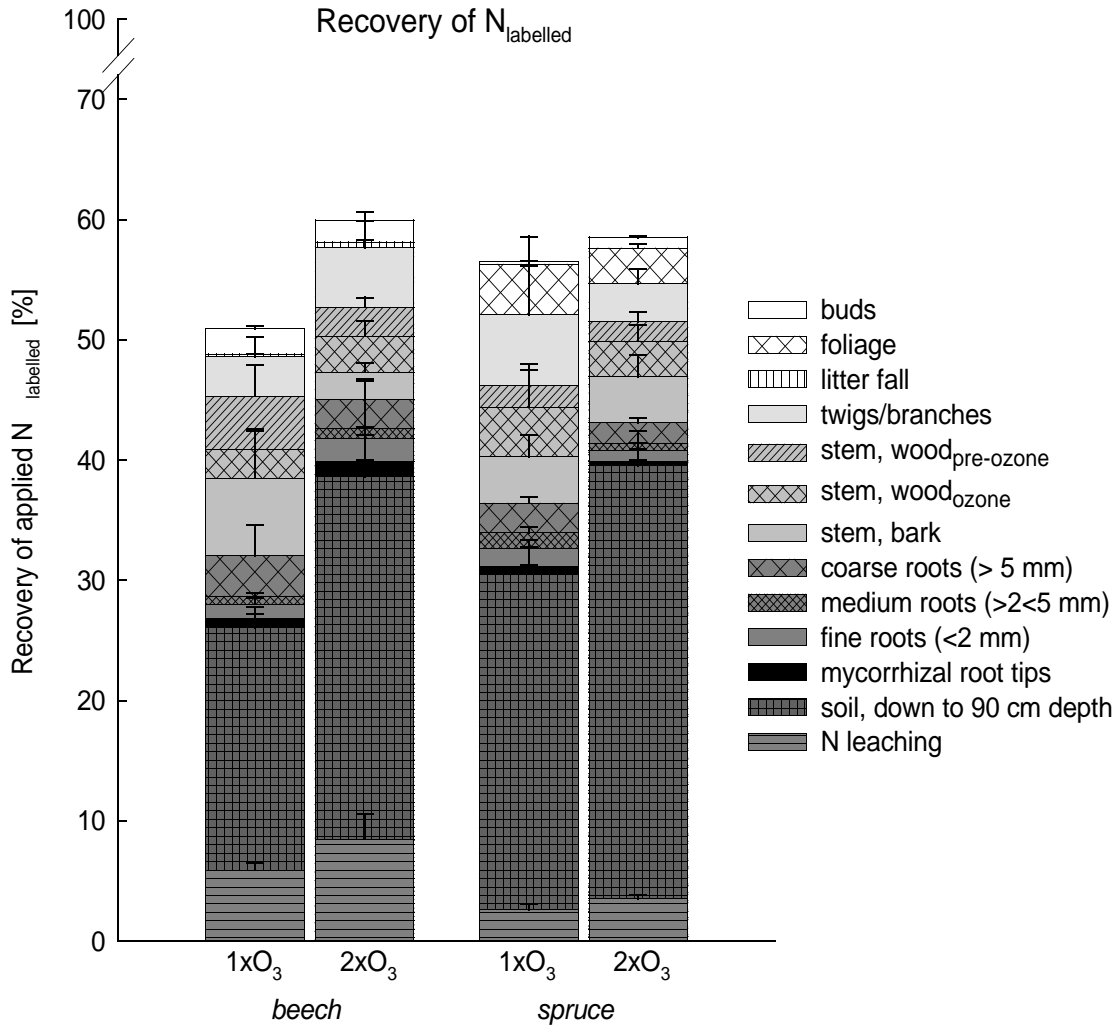 Recovery of N labelled
100
70
60
50
40
30
20
10
0
Recovery of applied N labelled [%]
buds
foliage
litter fall
twigs/branches
stem, wood pre-ozone
stem, wood ozone
stem, bark
coarse roots (> 5 mm)
medium roots (>2<5 mm)
fine roots (<2 mm)
mycorrhizal root tips
soil, down to 90 cm depth
N leaching
1xO3 2xO3 1xO3 2xO3
beech spruce